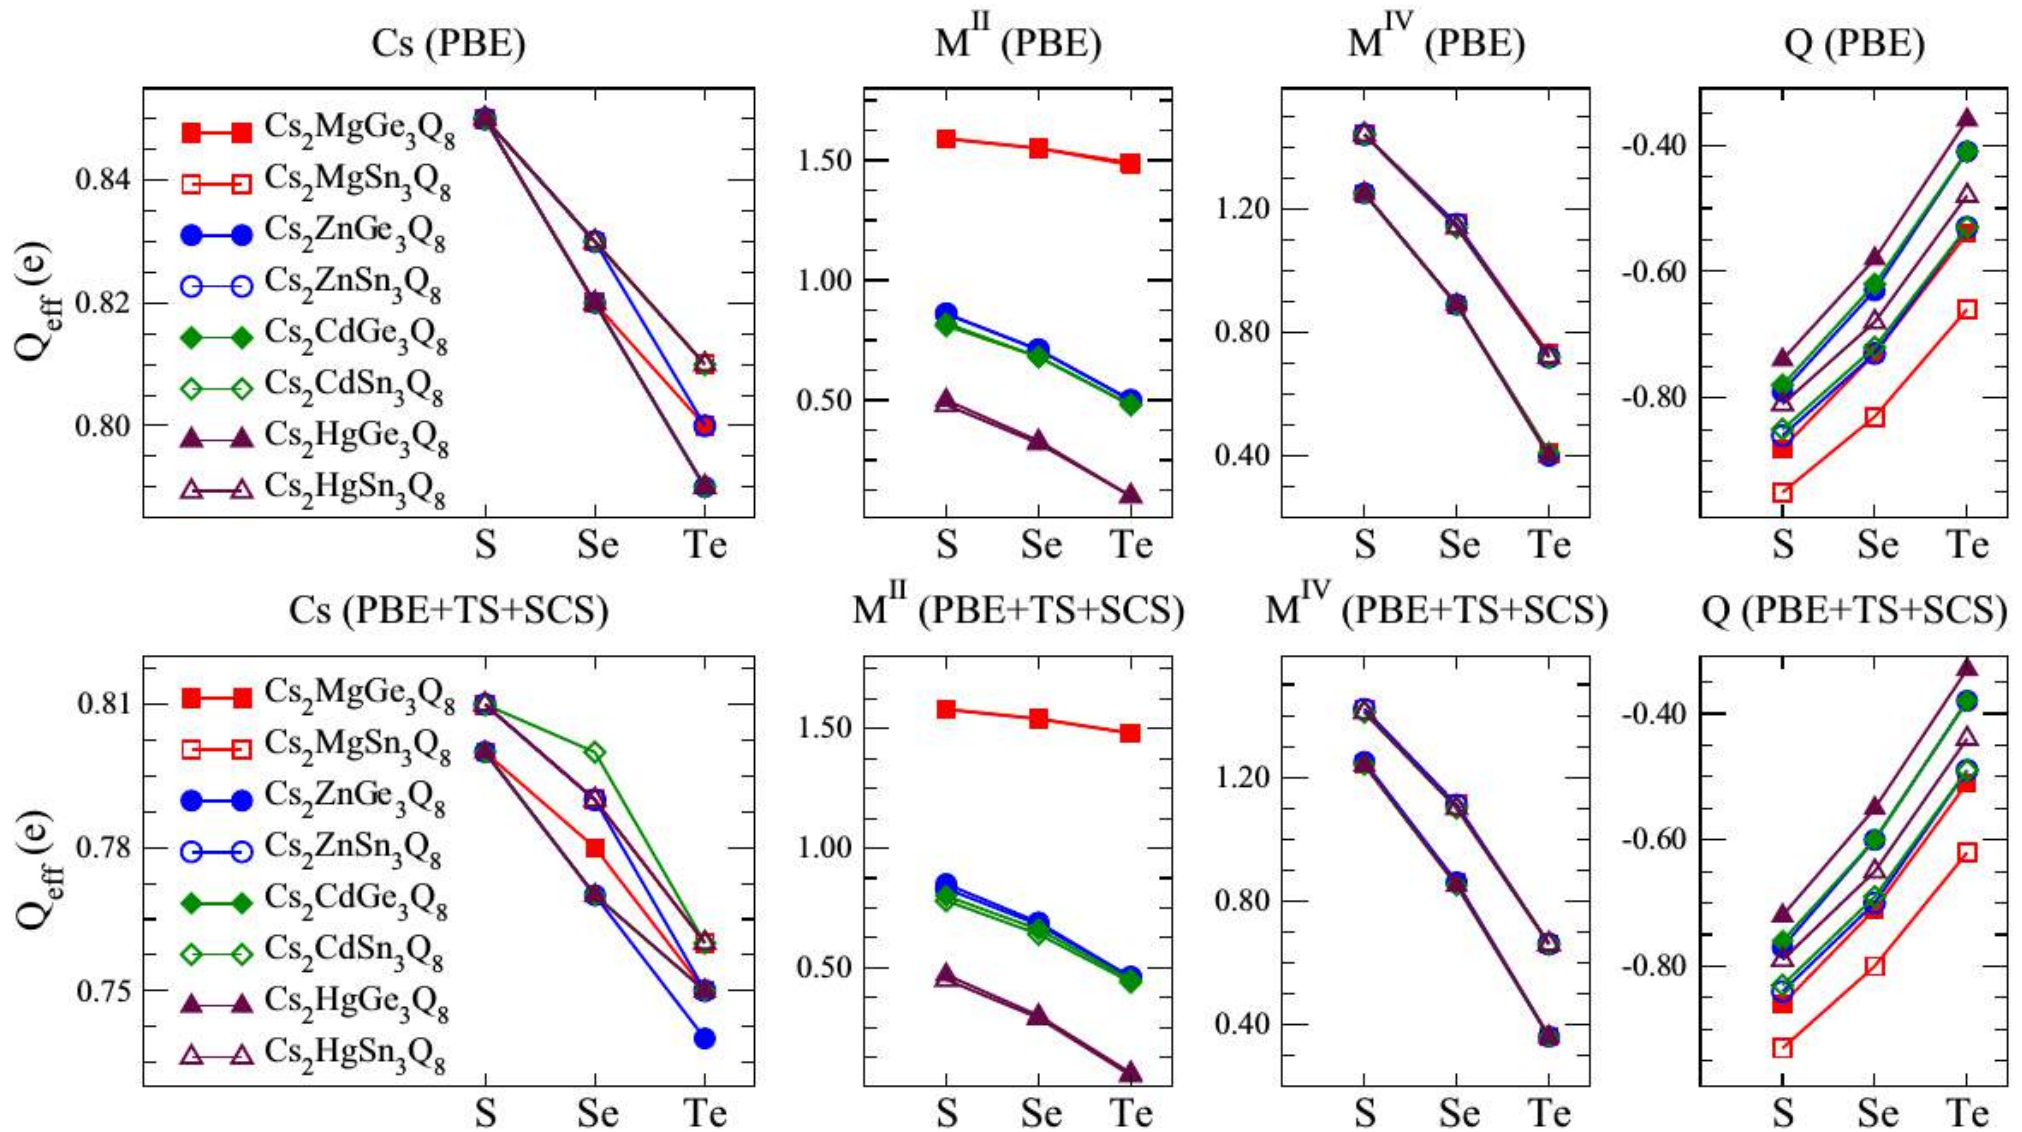 Cs (PBE)
M^II (PBE)
M^IV (PBE)
Q (PBE)
Q_eff (e)
0.84
0.82
0.80
Cs₂MgGe₃Q₈
Cs₂MgSn₃Q₈
Cs₂ZnGe₃Q₈
Cs₂ZnSn₃Q₈
Cs₂CdGe₃Q₈
Cs₂CdSn₃Q₈
Cs₂HgGe₃Q₈
Cs₂HgSn₃Q₈
S Se Te
1.50
1.00
0.50
S Se Te
1.20
0.80
0.40
S Se Te
-0.40
-0.60
-0.80
S Se Te
Cs (PBE+TS+SCS)
M^II (PBE+TS+SCS)
M^IV (PBE+TS+SCS)
Q (PBE+TS+SCS)
Q_eff (e)
0.81
0.78
0.75
Cs₂MgGe₃Q₈
Cs₂MgSn₃Q₈
Cs₂ZnGe₃Q₈
Cs₂ZnSn₃Q₈
Cs₂CdGe₃Q₈
Cs₂CdSn₃Q₈
Cs₂HgGe₃Q₈
Cs₂HgSn₃Q₈
S Se Te
1.50
1.00
0.50
S Se Te
1.20
0.80
0.40
S Se Te
-0.40
-0.60
-0.80
S Se Te